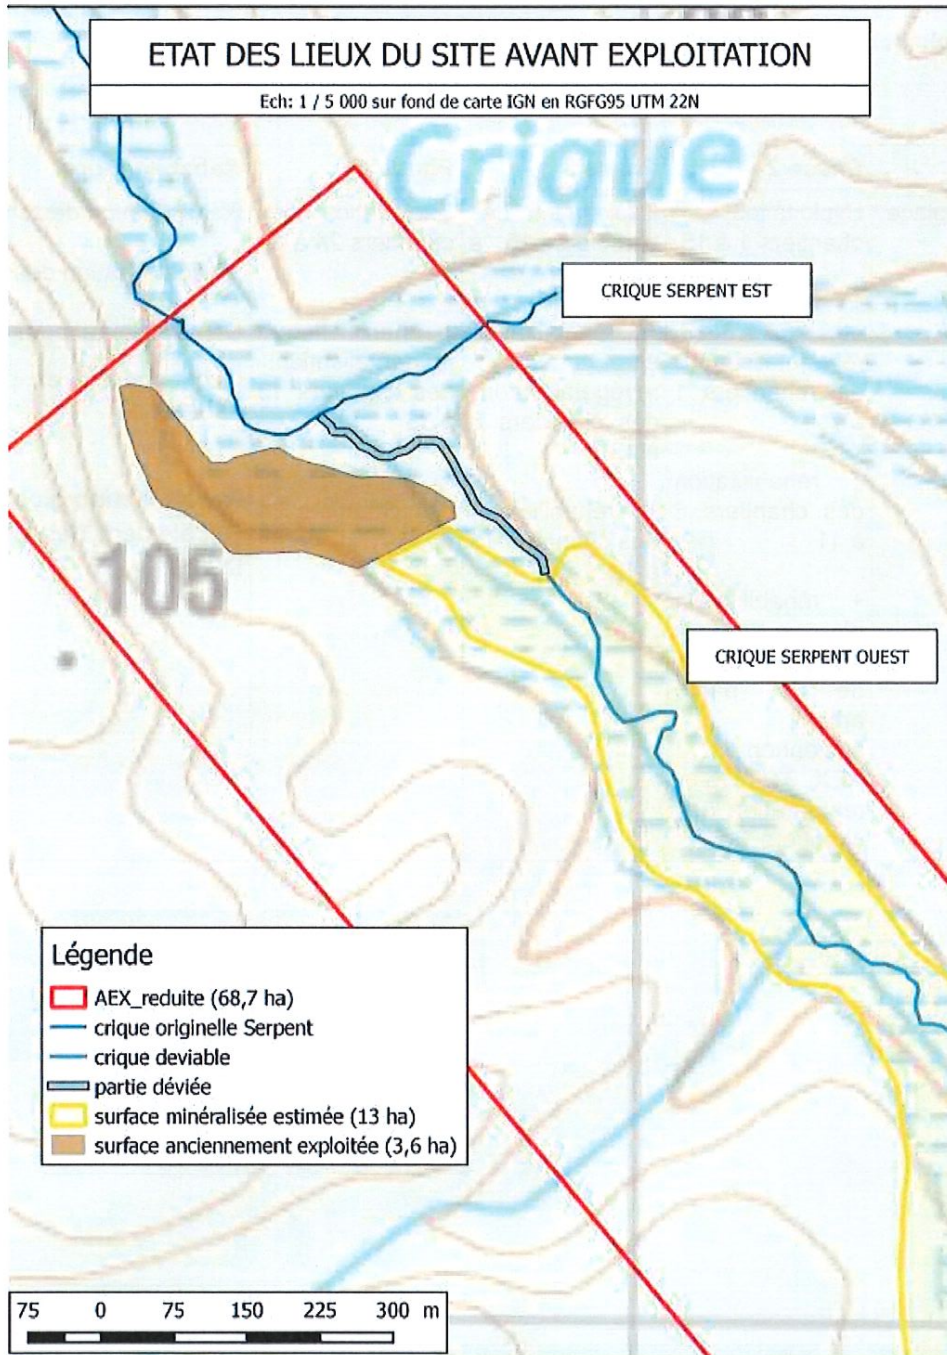 ETAT DES LIEUX DU SITE AVANT EXPLOITATION
Ech: 1 / 5 000 sur fond de carte IGN en RGFG95 UTM 22N
Crique
CRIQUE SERPENT EST
105
CRIQUE SERPENT OUEST
Légende
AEX_reduite (68,7 ha)
crique originelle Serpent
crique deviable
partie déviée
surface minéralisée estimée (13 ha)
surface anciennement exploitée (3,6 ha)
75 0 75 150 225 300 m